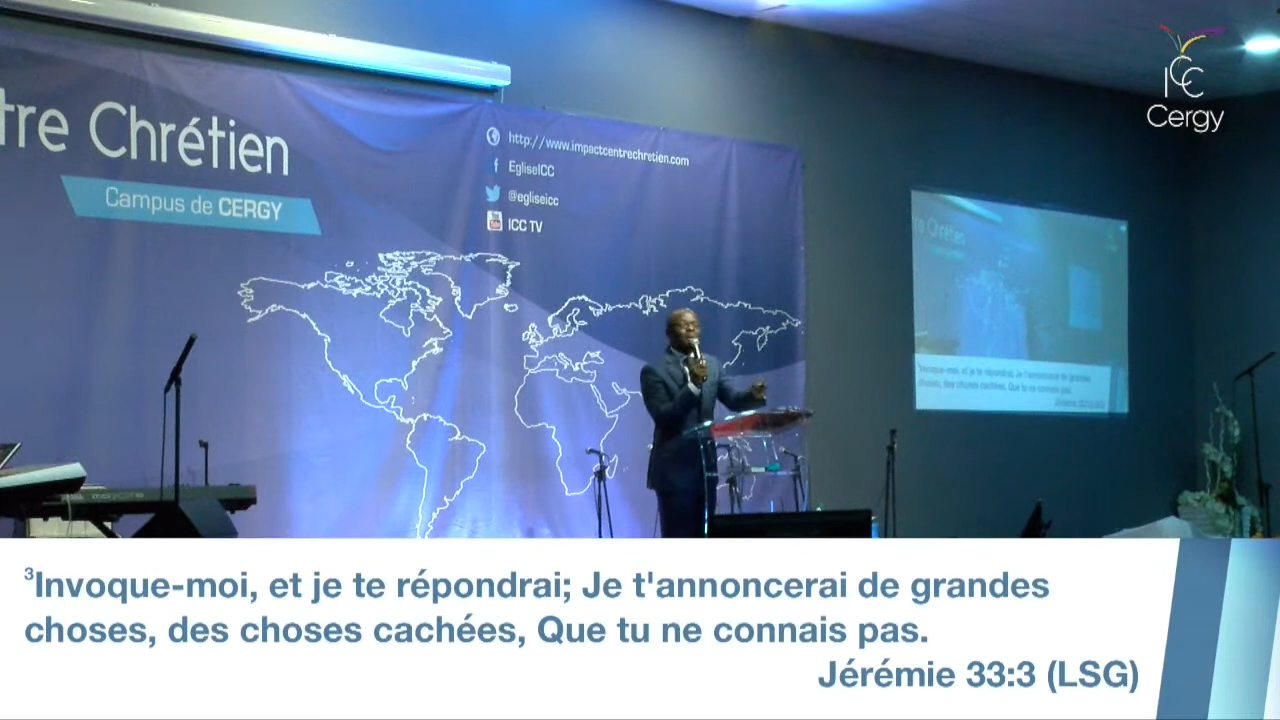 tre Chrétien
Campus de CERGY
http://www.impactcentrechretien.com
EgliseICC
@egliseicc
ICC TV
ICC
Cergy
tre Chrétien
³Invoque-moi, et je te répondrai; Je t'annoncerai de grandes
choses, des choses cachées, Que tu ne connais pas.
Jérémie 33:3 (LSG)